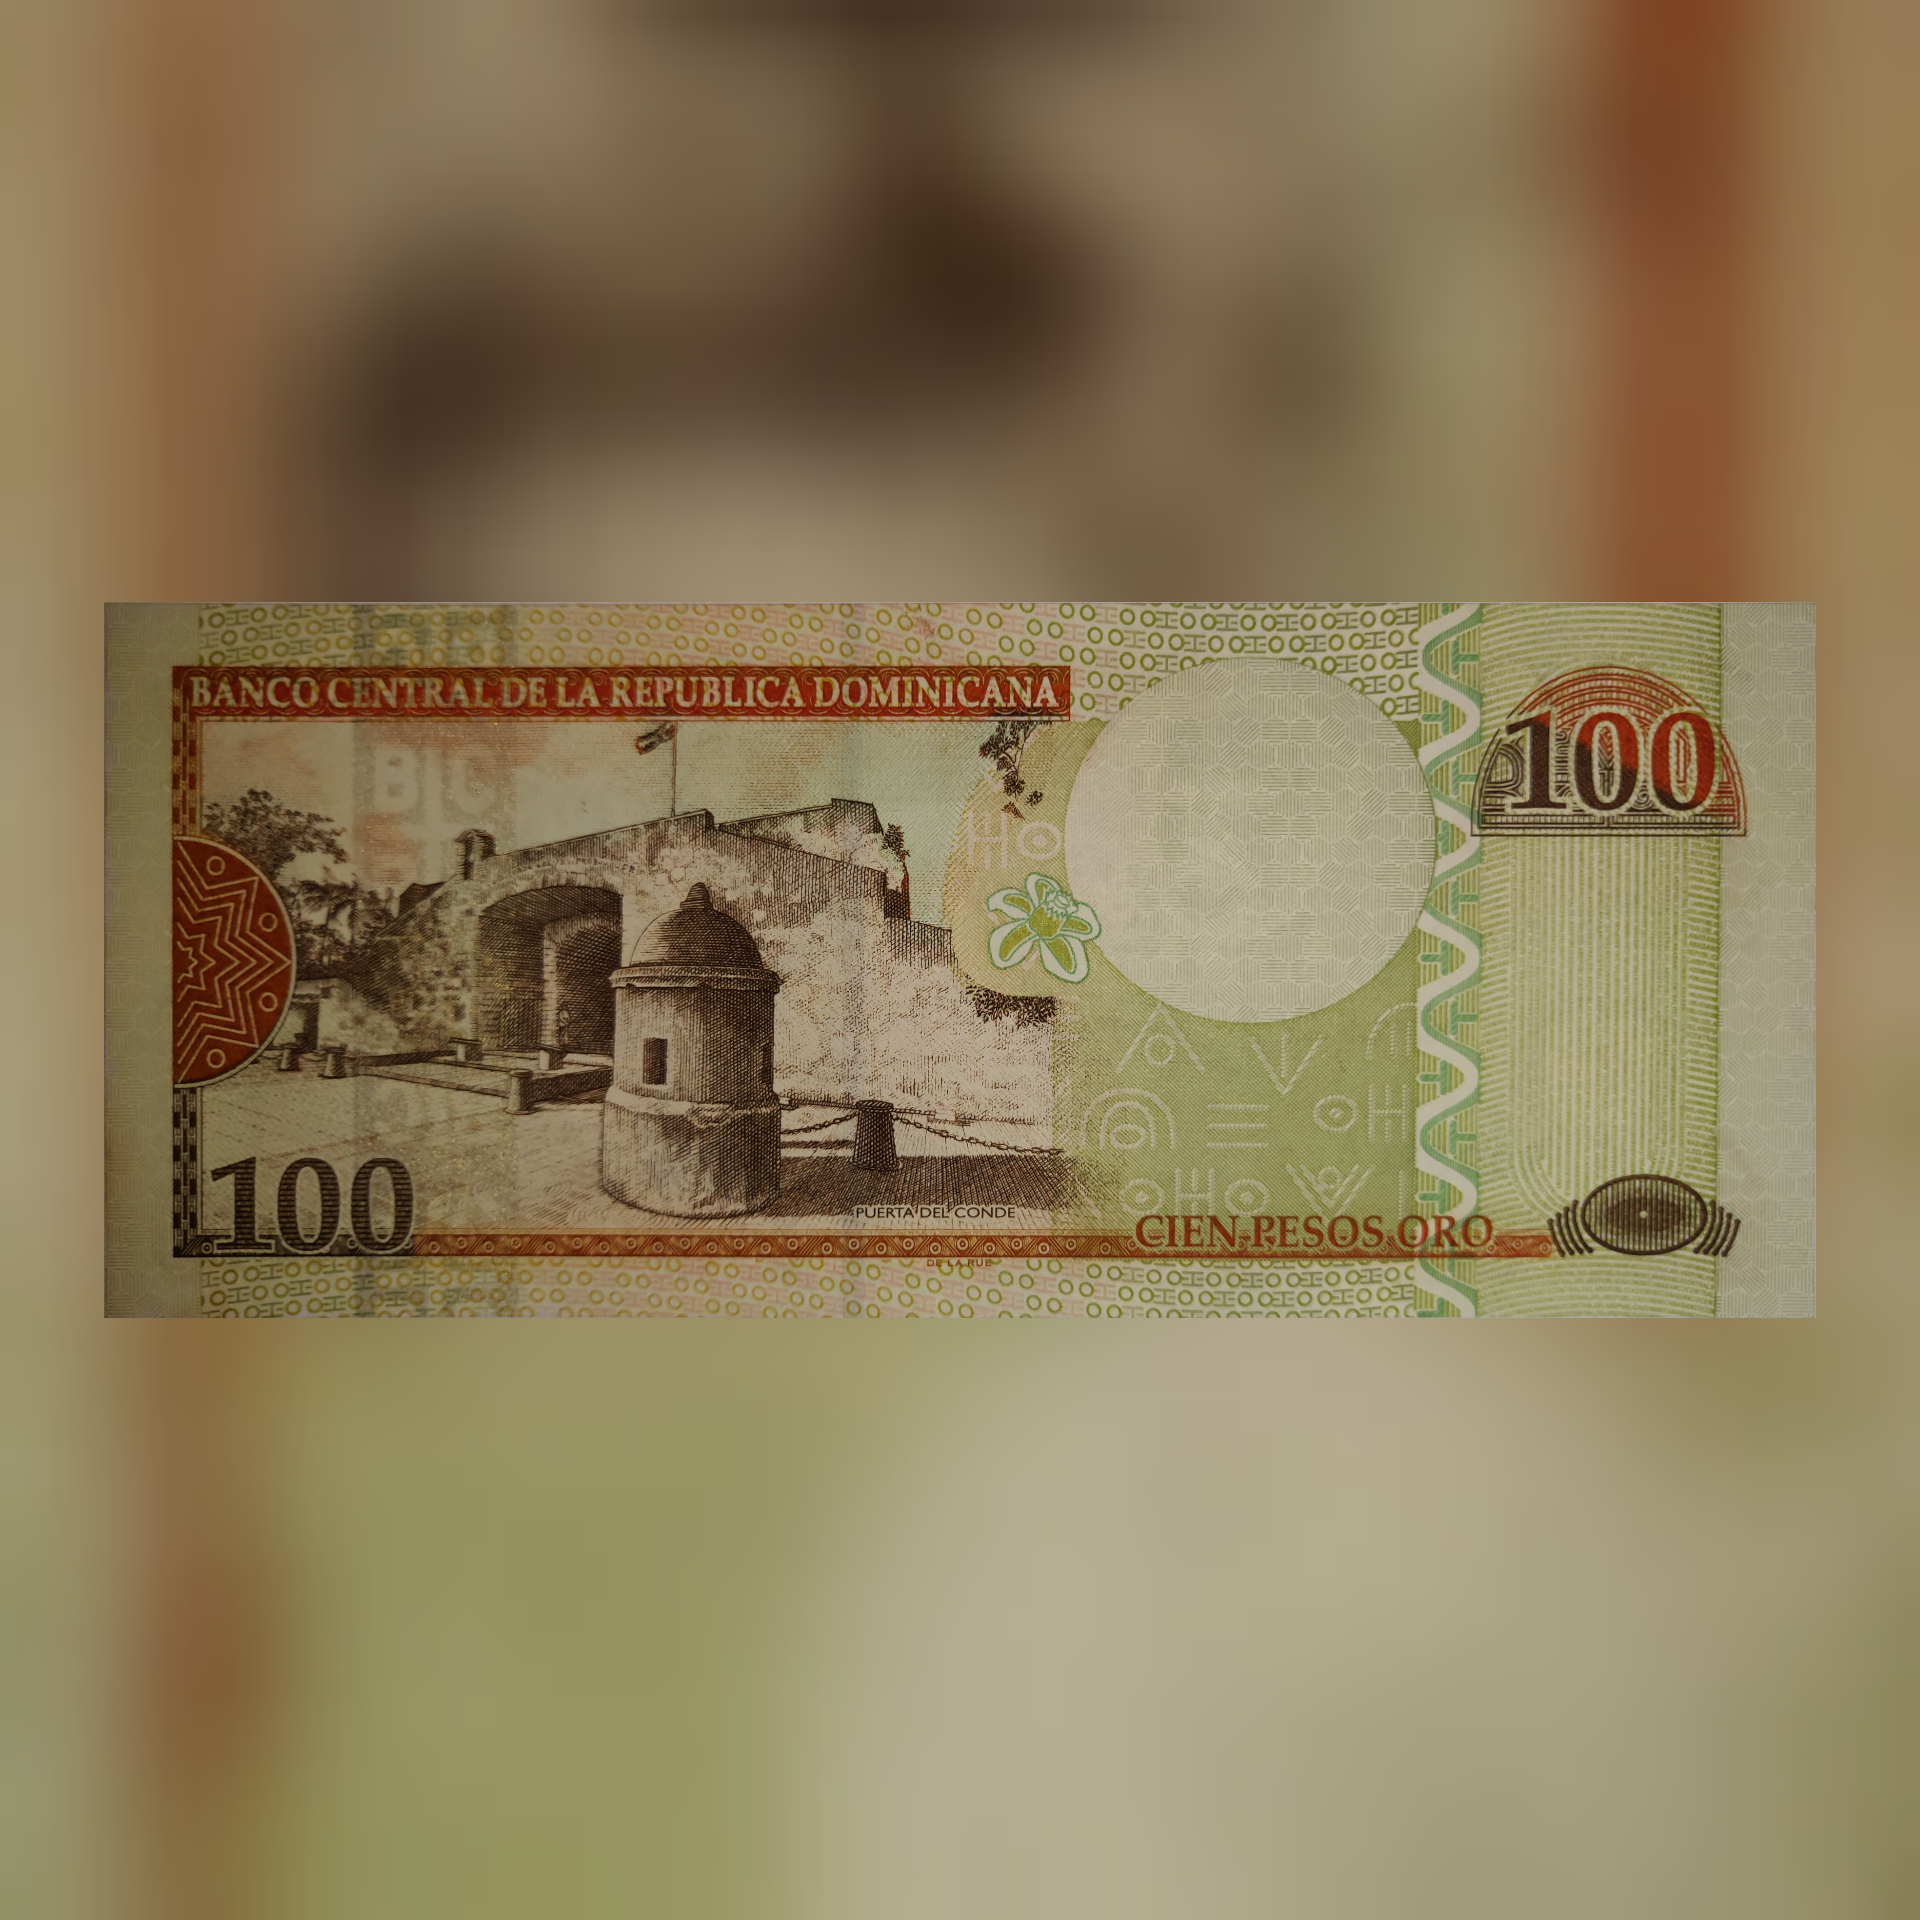 BANCO CENTRAL DE LA REPUBLICA DOMINICANA
100
100
PUERTA DEL CONDE
CIEN PESOS ORO
DE LA RUE